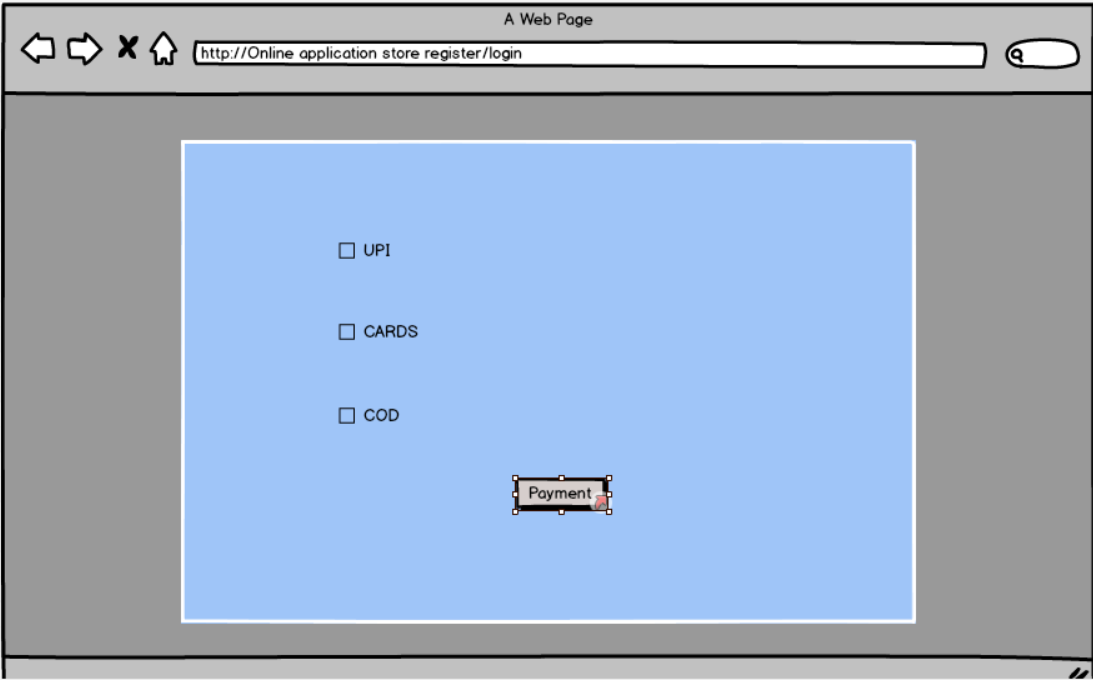 A Web Page
http://Online application store register/login
UPI
CARDS
COD
Payment